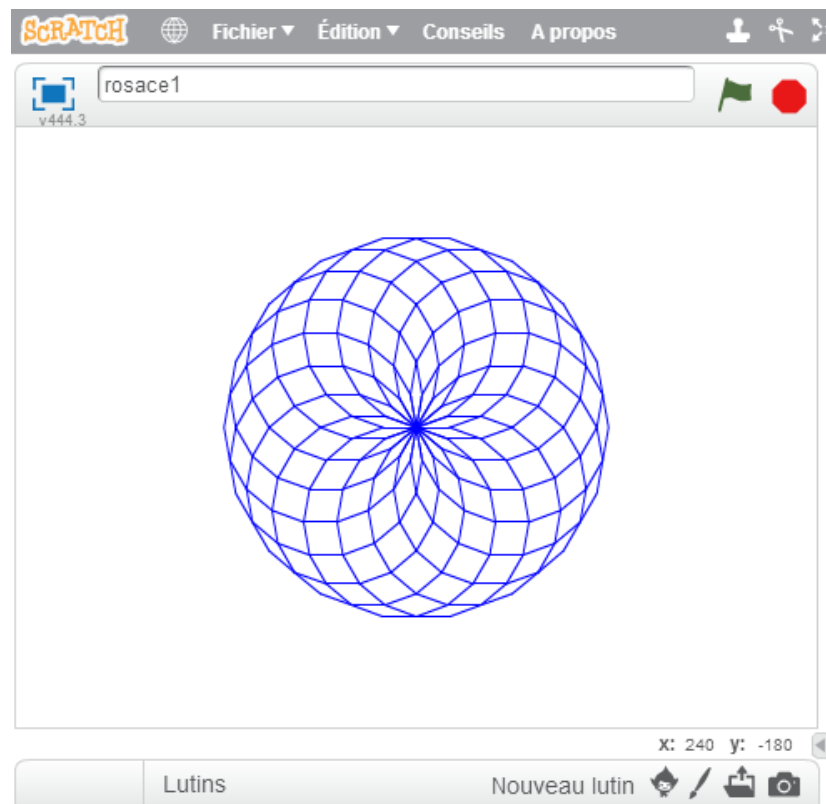 SCRATCH Fichier Édition Conseils A propos
rosace1
v444.3
x: 240 y: -180
Lutins Nouveau lutin